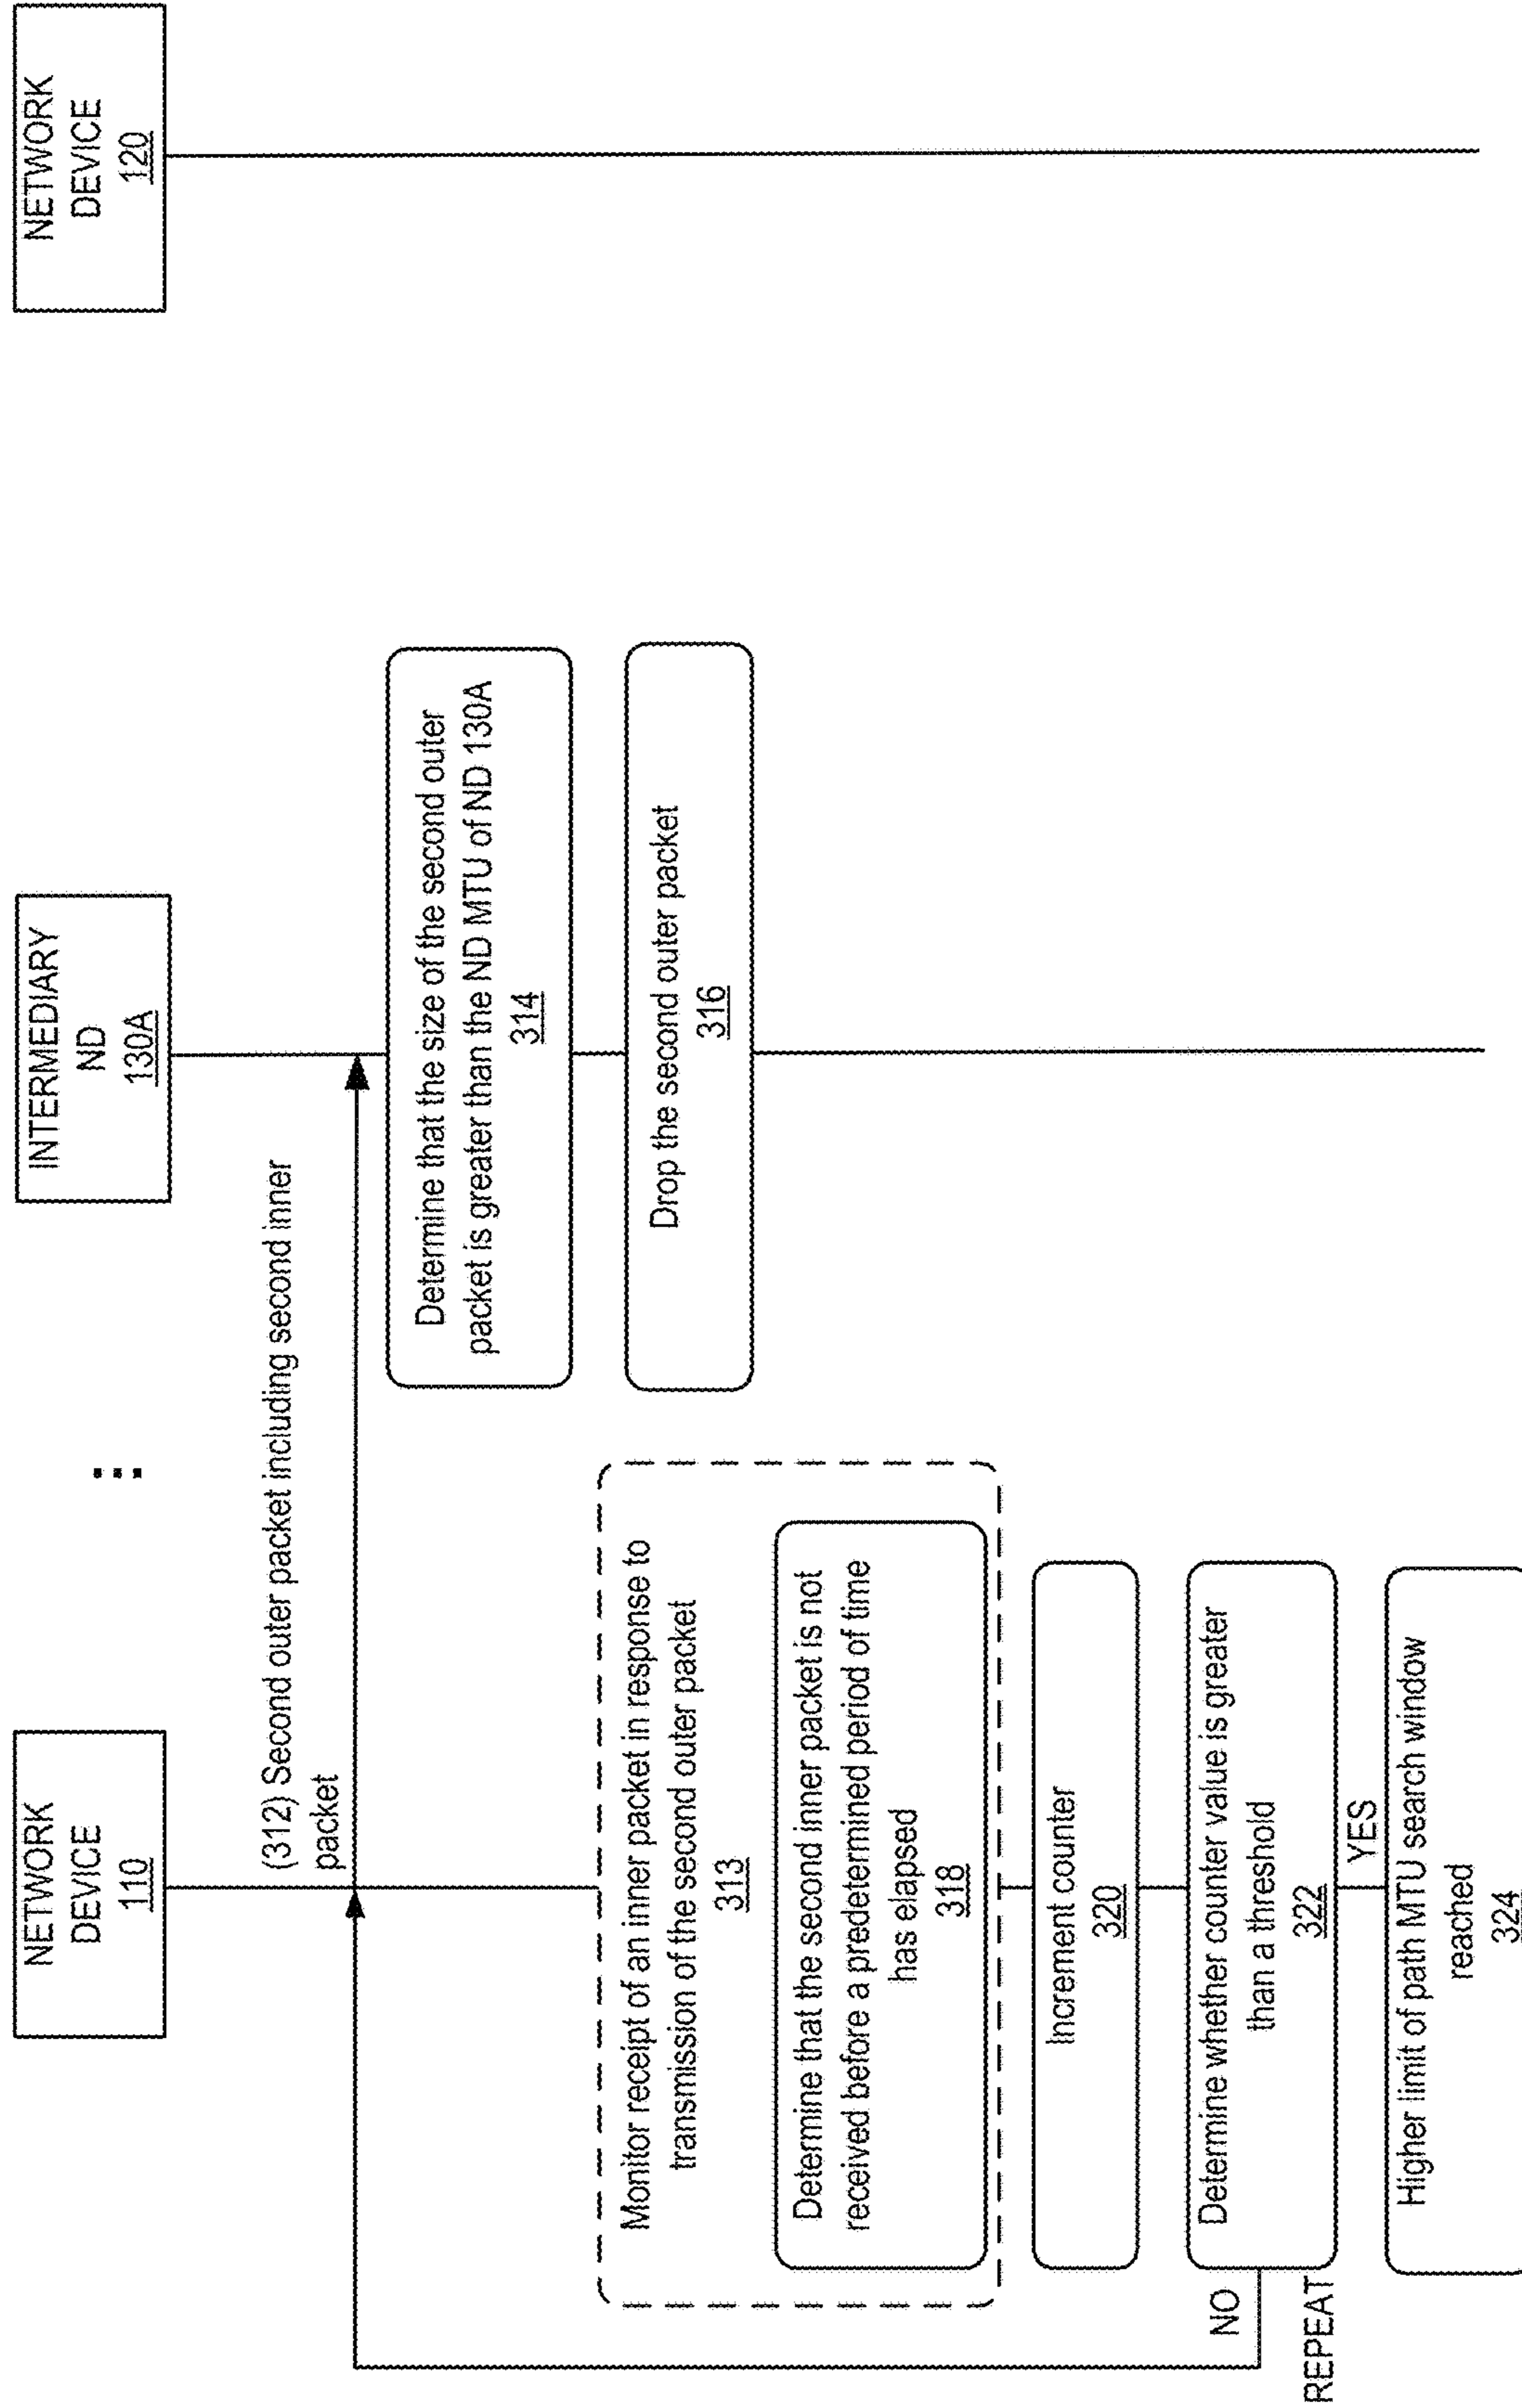 NETWORK
DEVICE
110
...
INTERMEDIARY
ND
130A
NETWORK
DEVICE
120
(312) Second outer packet including second inner
packet
Determine that the size of the second outer
packet is greater than the ND MTU of ND 130A
314
Drop the second outer packet
316
Monitor receipt of an inner packet in response to
transmission of the second outer packet
313
Determine that the second inner packet is not
received before a predetermined period of time
has elapsed
318
Increment counter
320
Determine whether counter value is greater
than a threshold
322
NO
REPEAT
YES
Higher limit of path MTU search window
reached
324